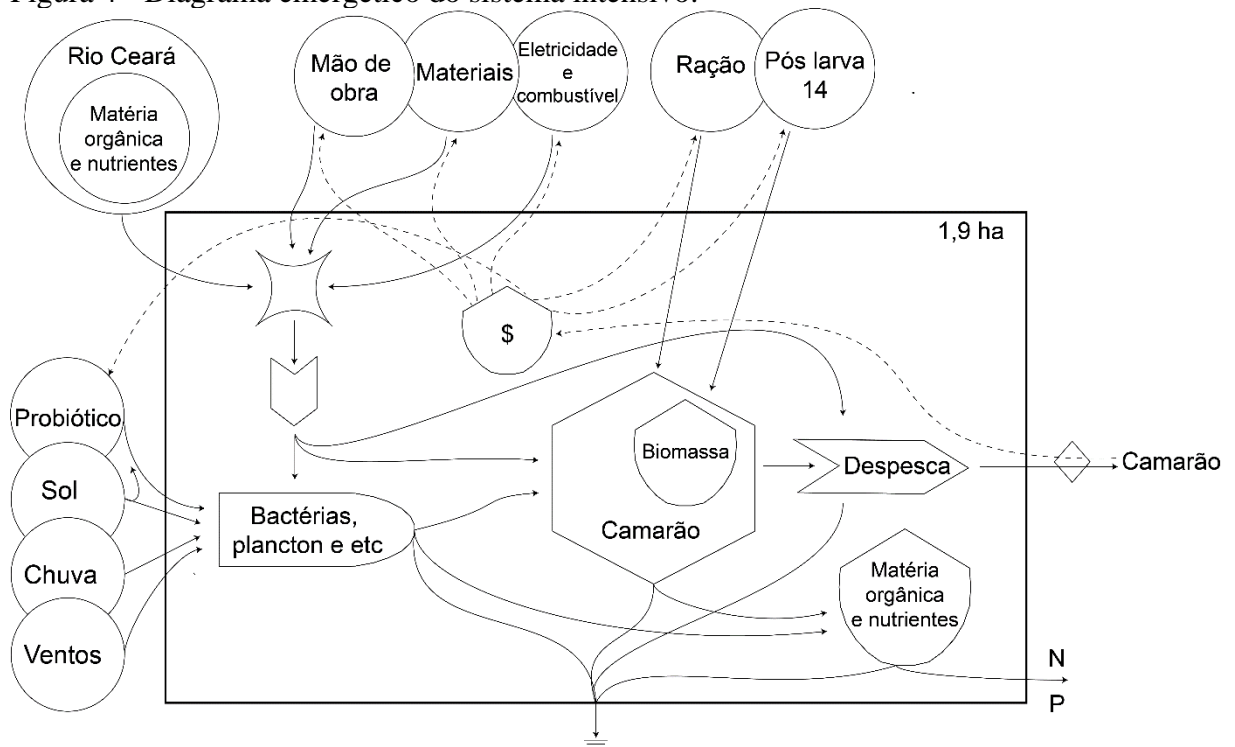 Figura 4 - Diagrama emergético do sistema intensivo.
Rio Ceará
Matéria
orgânica
e nutrientes
Mão de
obra
Materiais
Eletricidade
e
combustível
Ração
Pós larva
14
1,9 ha
$
Probiótico
Sol
Chuva
Ventos
Bactérias,
plancton e etc
Biomassa
Camarão
Despesca
Camarão
Matéria
orgânica
e nutrientes
N
P